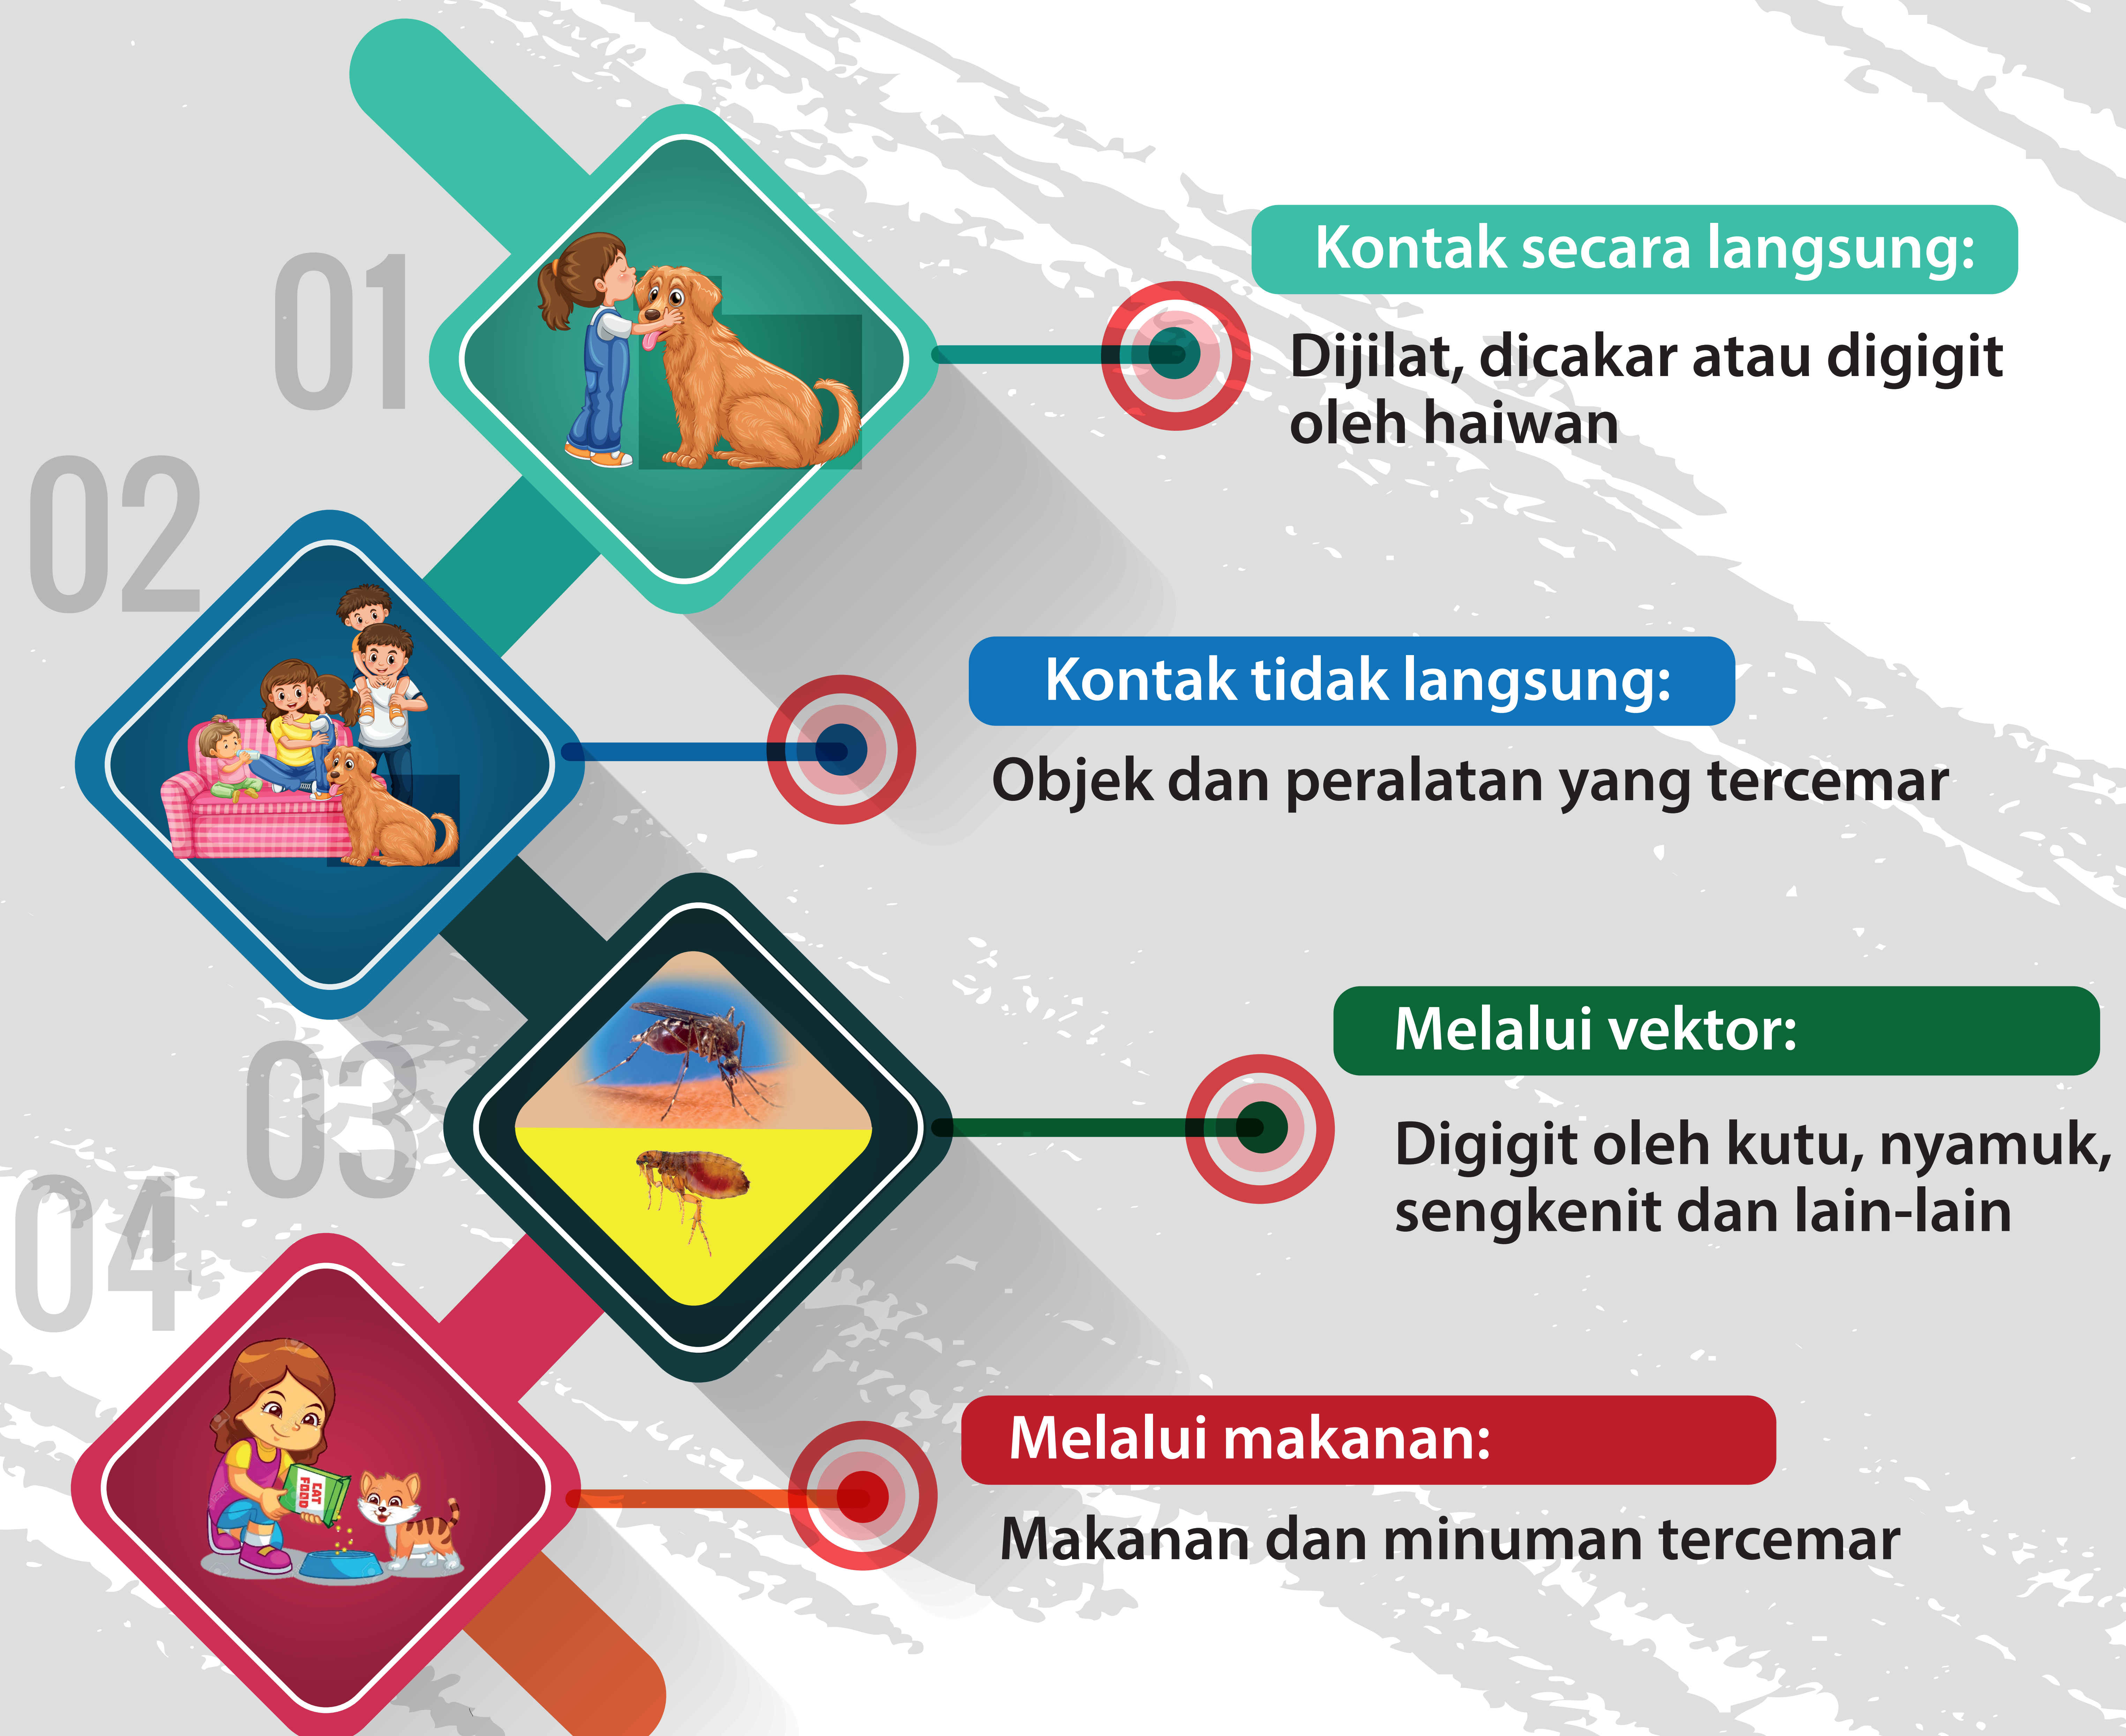 01
Kontak secara langsung:
Dijilat, dicakar atau digigit
oleh haiwan
02
Kontak tidak langsung:
Objek dan peralatan yang tercemar
03
Melalui vektor:
Digigit oleh kutu, nyamuk,
sengkenit dan lain-lain
04
Melalui makanan:
Makanan dan minuman tercemar
CAT
FOOD